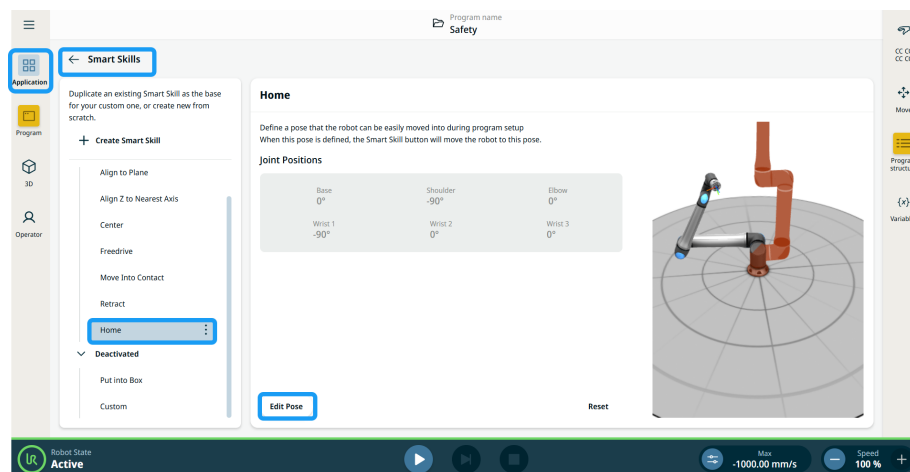 Program name
Safety
Smart Skills
Application
Program
3D
Operator
Duplicate an existing Smart Skill as the base
for your custom one, or create new from
scratch.
Create Smart Skill
Align to Plane
Align Z to Nearest Axis
Center
Freedrive
Move Into Contact
Retract
Home
Deactivated
Put into Box
Custom
Home
Define a pose that the robot can be easily moved into during program setup
When this pose is defined, the Smart Skill button will move the robot to this pose.
Joint Positions
Base Shoulder Elbow
0° -90° 0°
Wrist 1 Wrist 2 Wrist 3
-90° 0° 0°
Edit Pose Reset
Move
{x}
Robot State
Active
Max
-1000.00 mm/s
Speed
100 %